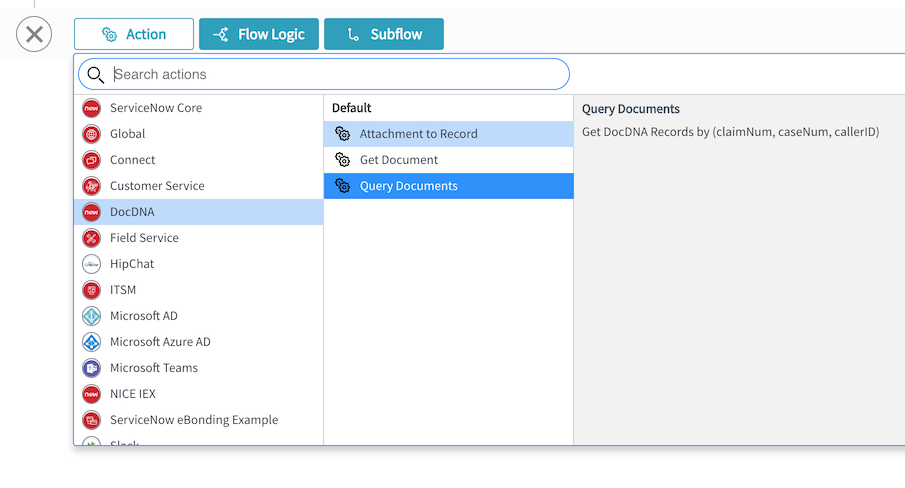 Action
Flow Logic
Subflow
Search actions
now
ServiceNow Core
Global
Connect
Customer Service
now
DocDNA
Field Service
HipChat
ITSM
Microsoft AD
Microsoft Azure AD
Microsoft Teams
now
NICE IEX
ServiceNow eBonding Example
Slack
Default
Attachment to Record
Get Document
Query Documents
Query Documents
Get DocDNA Records by (claimNum, caseNum, callerID)